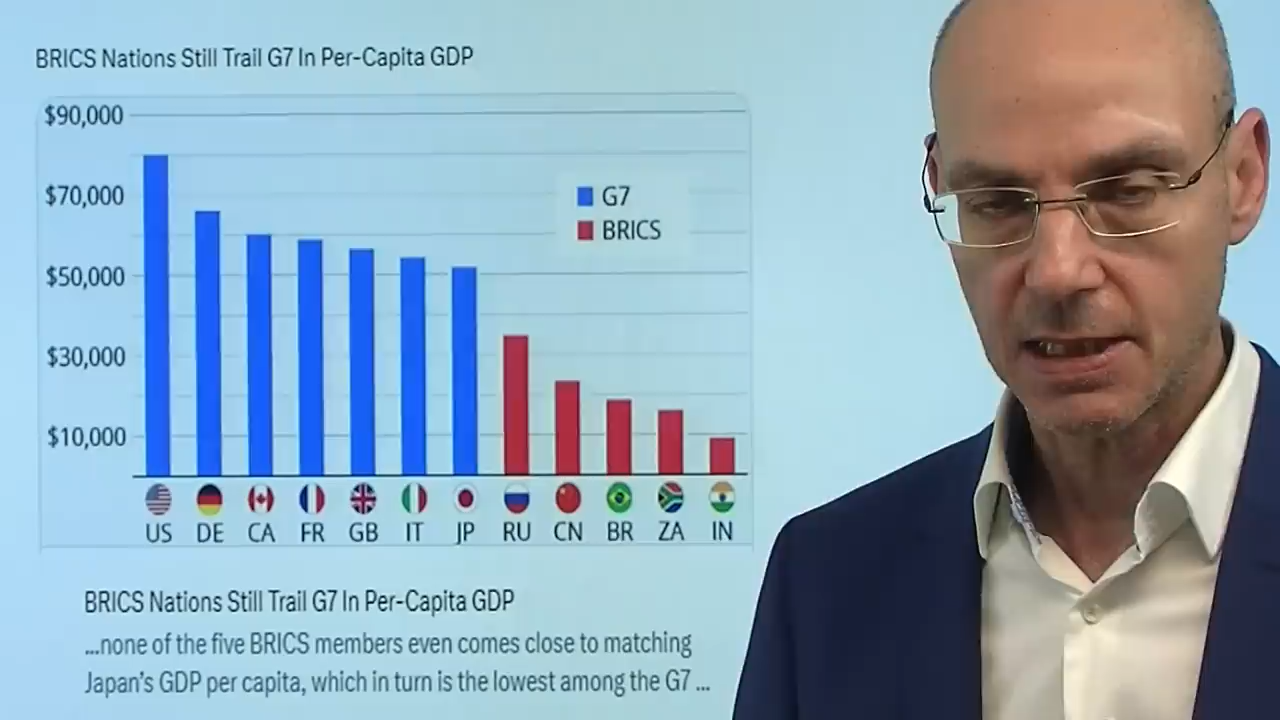 BRICS Nations Still Trail G7 In Per-Capita GDP
$90,000
$70,000
$50,000
$30,000
$10,000
G7
BRICS
US DE CA FR GB IT JP RU CN BR ZA IN
BRICS Nations Still Trail G7 In Per-Capita GDP
...none of the five BRICS members even comes close to matching
Japan's GDP per capita, which in turn is the lowest among the G7 ...